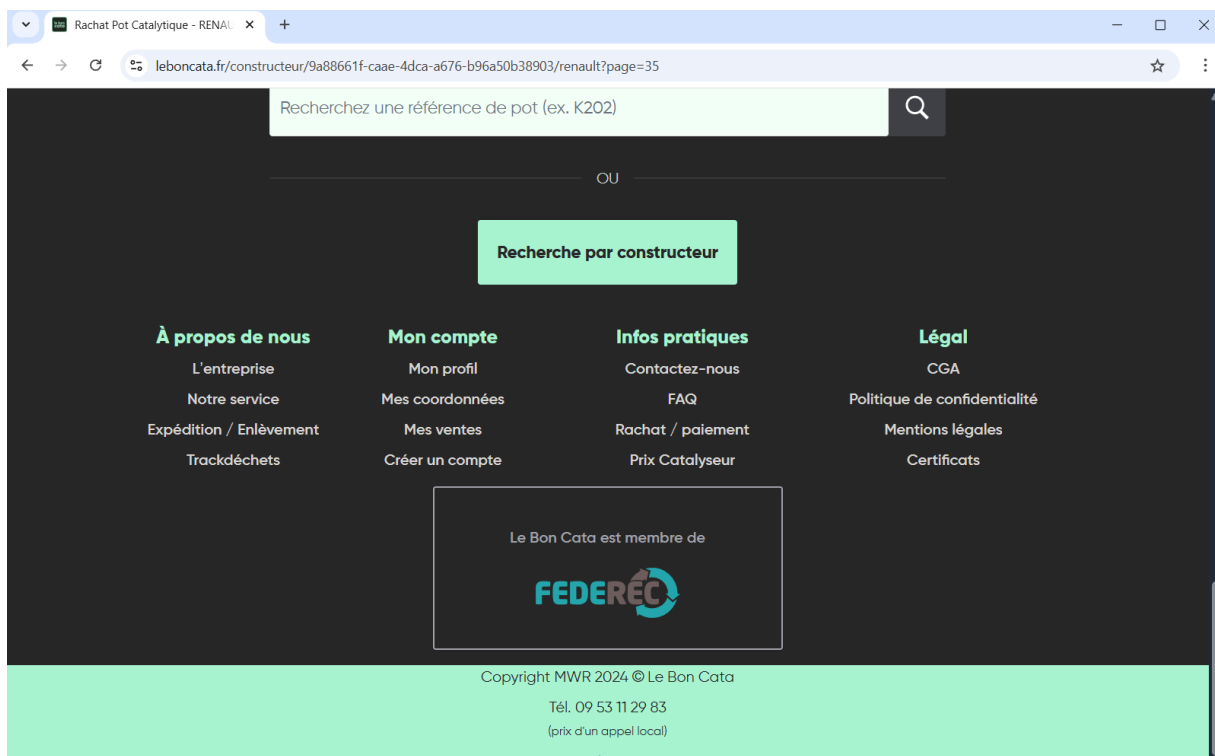 Rachat Pot Catalytique - RENAU
leboncata.fr/constructeur/9a88661f-caae-4dca-a676-b96a50b38903/renault?page=35
Recherchez une référence de pot (ex. K202)
OU
Recherche par constructeur
À propos de nous
L'entreprise
Notre service
Expédition / Enlèvement
Trackdéchets
Mon compte
Mon profil
Mes coordonnées
Mes ventes
Créer un compte
Infos pratiques
Contactez-nous
FAQ
Rachat / paiement
Prix Catalyseur
Légal
CGA
Politique de confidentialité
Mentions légales
Certificats
Le Bon Cata est membre de
FEDEREC
Copyright MWR 2024 © Le Bon Cata
Tél. 09 53 11 29 83
(prix d'un appel local)